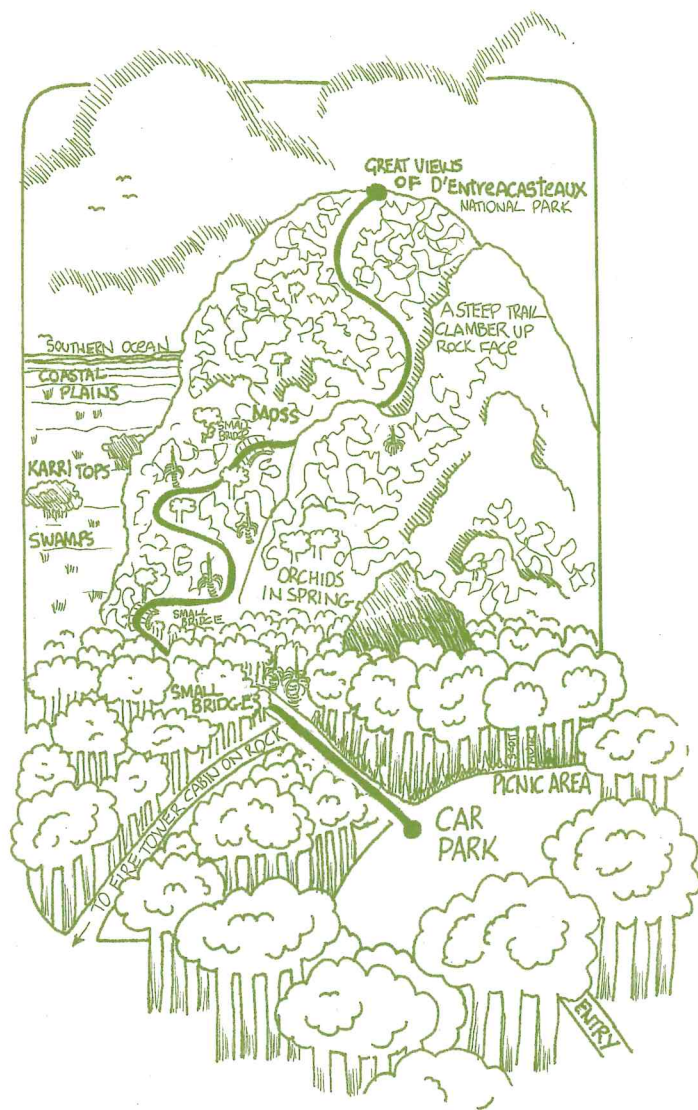 GREAT VIEWS
OF D'ENTREACASTEAUX
NATIONAL PARK
A STEEP TRAIL
CLAMBER UP
ROCK FACE
SOUTHERN OCEAN
COASTAL
PLAINS
MOSS
SMALL
BRIDGE
KARRI TOPS
SWAMPS
ORCHIDS
IN SPRING
SMALL
BRIDGE
SMALL
BRIDGE
TO FIRE TOWER CABIN ON ROCK
PICNIC AREA
CAR
PARK
ENTRY